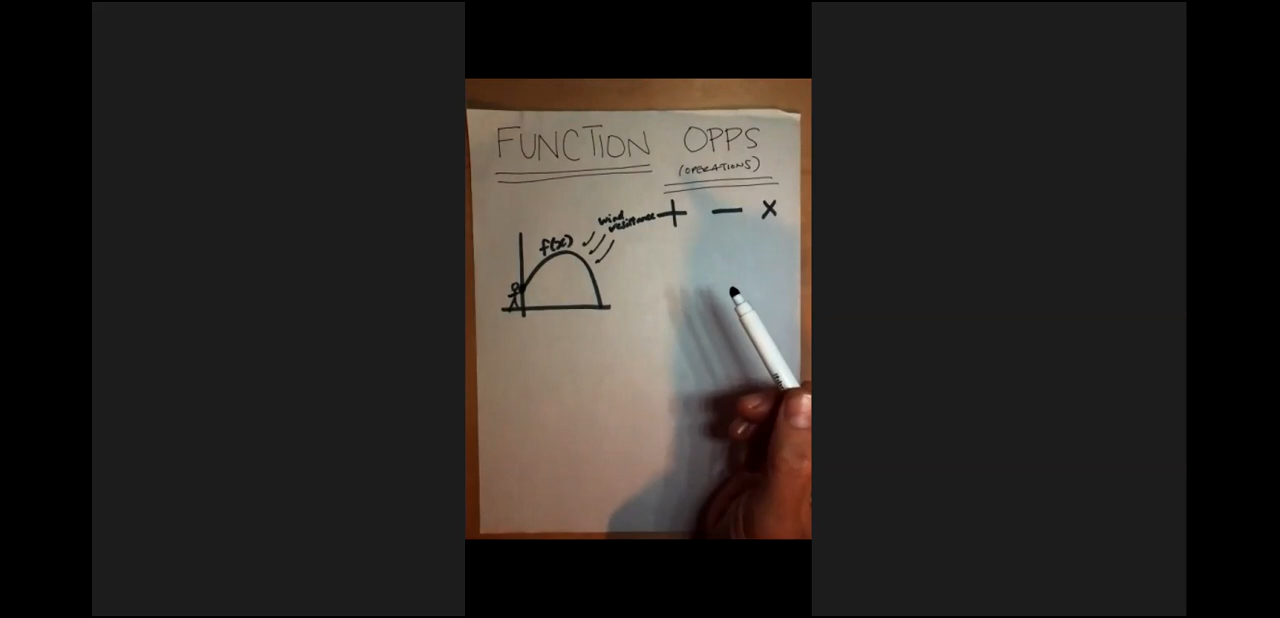 FUNCTION OPPS
(OPERATIONS)
+ − ×
wind
resistance
f(x)